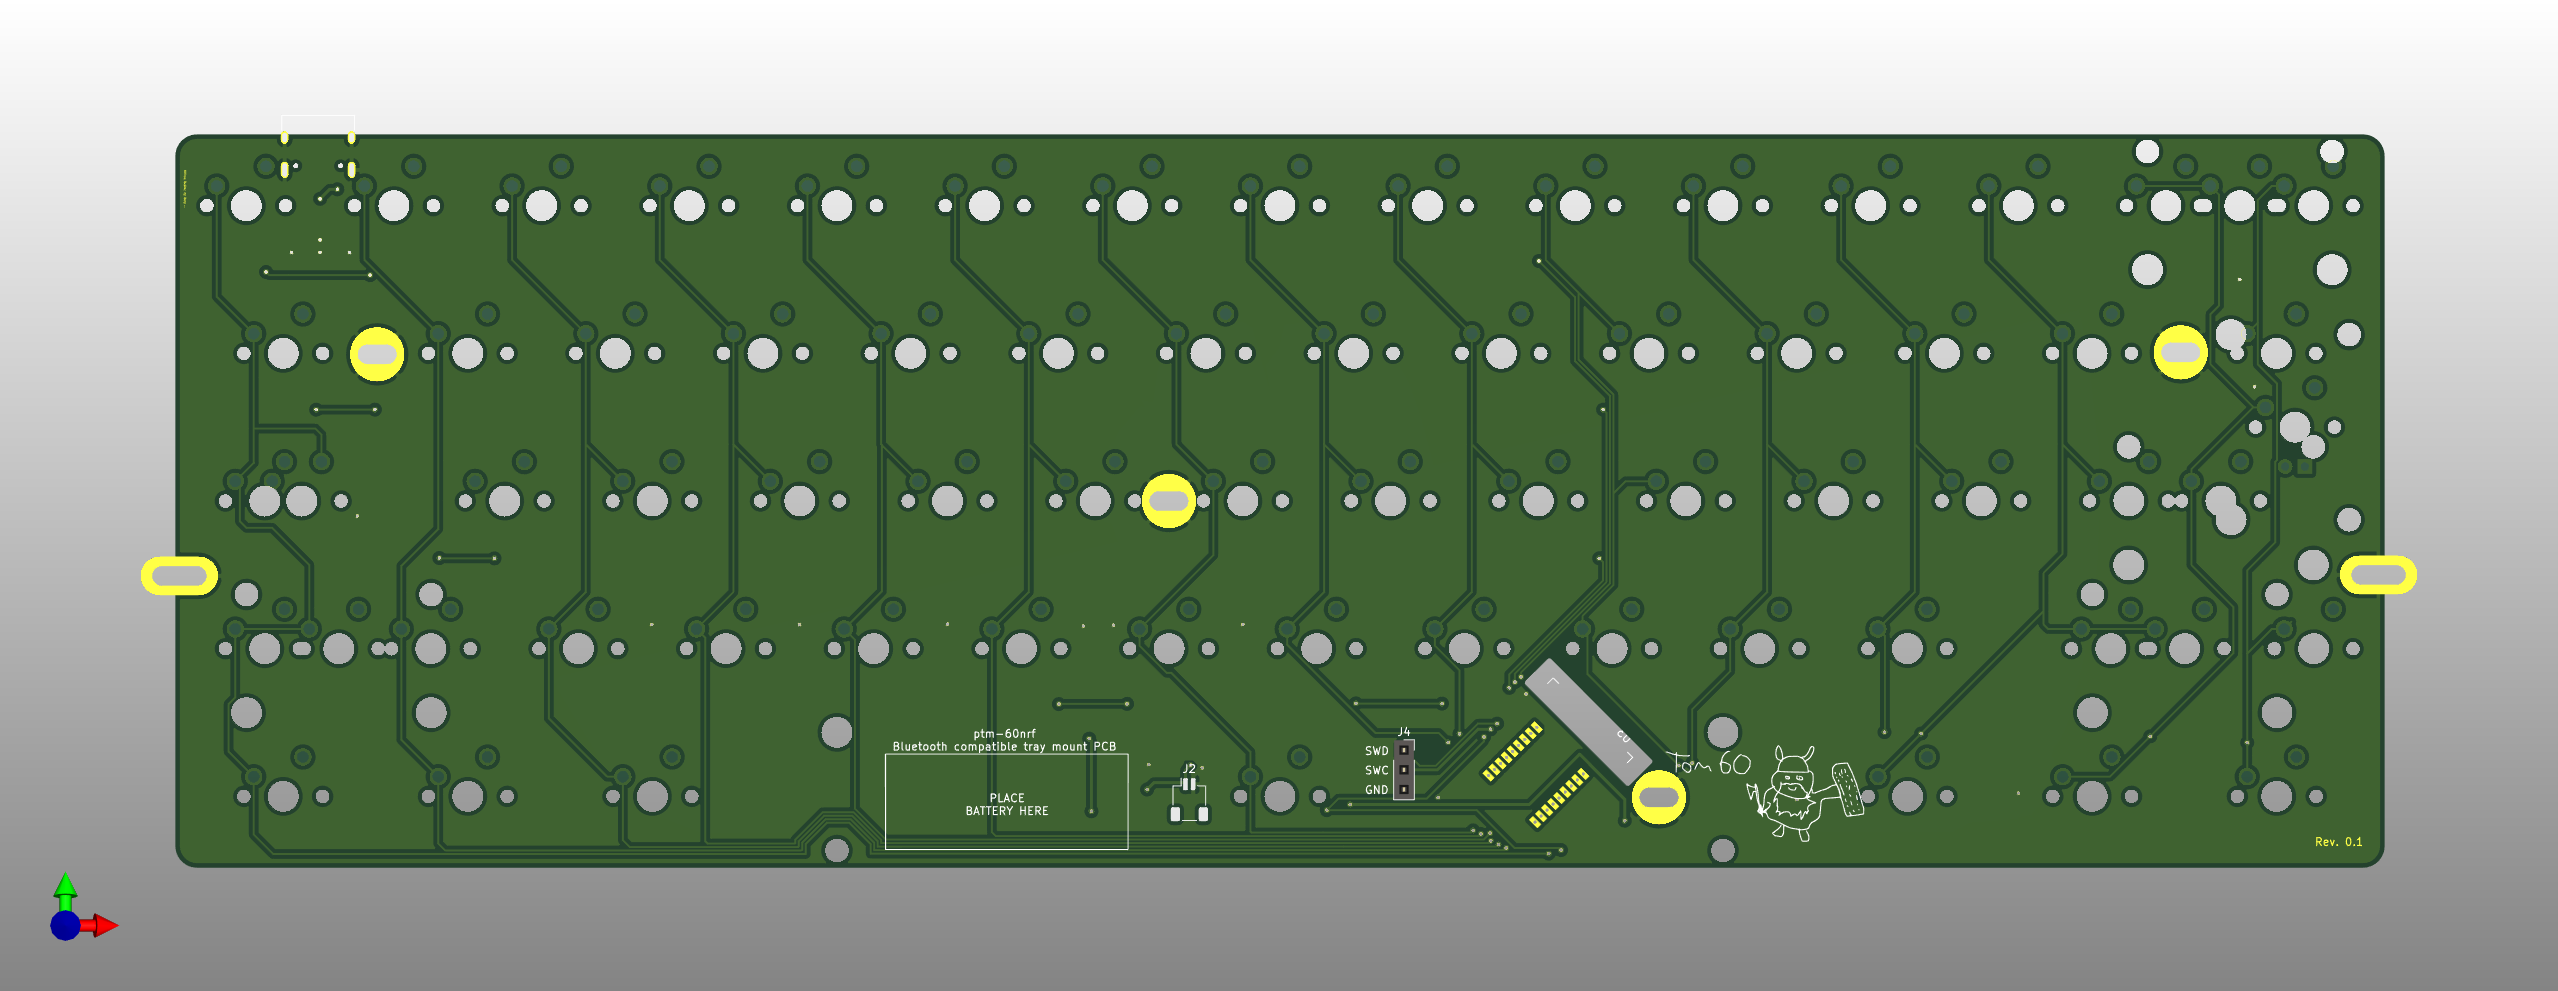 ptm-60nrf
Bluetooth compatible tray mount PCB
PLACE
BATTERY HERE
J2
J4
SWD
SWC
GND
Tom 60
Rev. 0.1